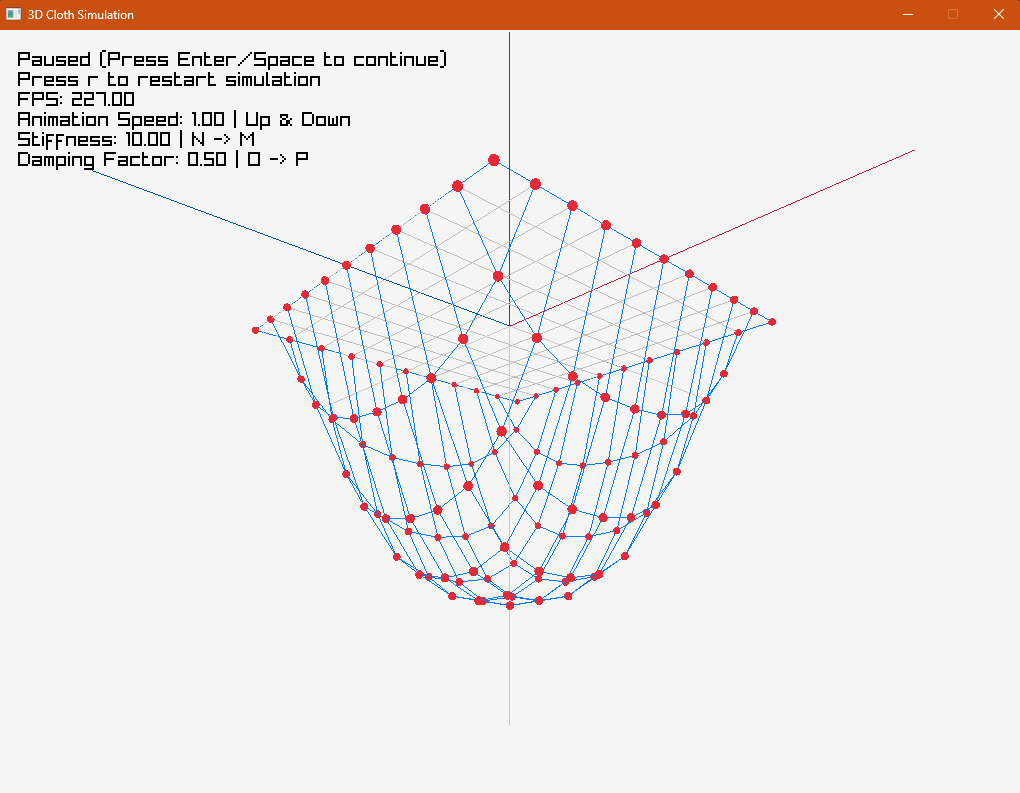 3D Cloth Simulation
Paused (Press Enter/Space to continue)
Press r to restart simulation
FPS: 227.00
Animation Speed: 1.00 | Up & Down
Stiffness: 10.00 | N -> M
Damping Factor: 0.50 | O -> P